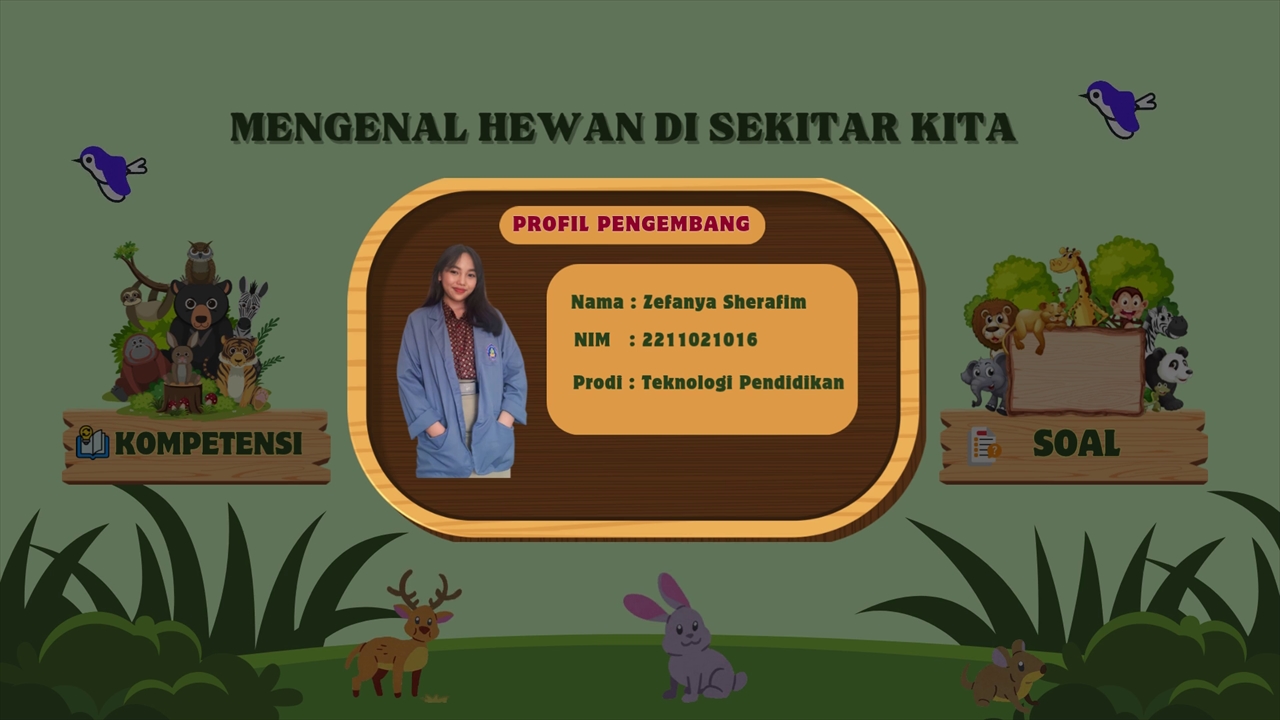 MENGENAL HEWAN DI SEKITAR KITA
PROFIL PENGEMBANG
Nama : Zefanya Sherafim
NIM : 2211021016
Prodi : Teknologi Pendidikan
KOMPETENSI
SOAL